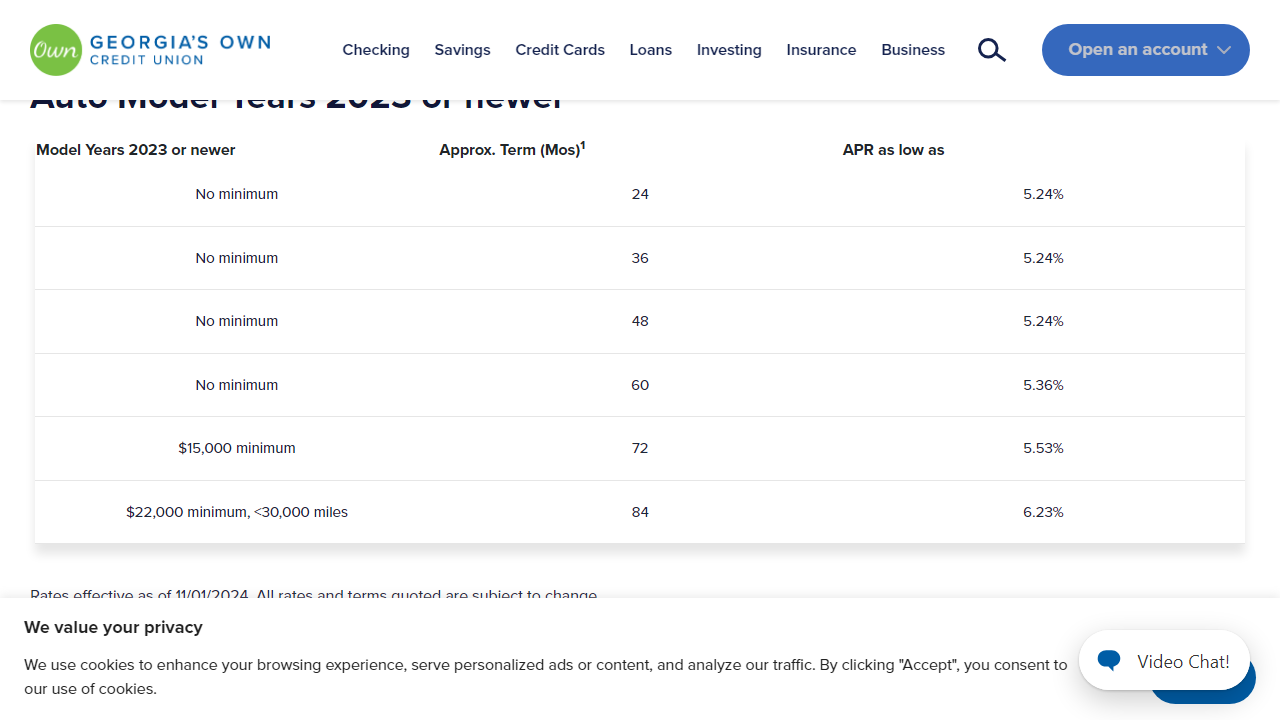 Own GEORGIA'S OWN
CREDIT UNION
Checking Savings Credit Cards Loans Investing Insurance Business Open an account
Auto Model Years 2023 or newer
Model Years 2023 or newer Approx. Term (Mos)1 APR as low as
No minimum 24 5.24%
No minimum 36 5.24%
No minimum 48 5.24%
No minimum 60 5.36%
$15,000 minimum 72 5.53%
$22,000 minimum, <30,000 miles 84 6.23%
Rates effective as of 11/01/2024. All rates and terms quoted are subject to change.
We value your privacy
We use cookies to enhance your browsing experience, serve personalized ads or content, and analyze our traffic. By clicking "Accept", you consent to
our use of cookies.
Video Chat!